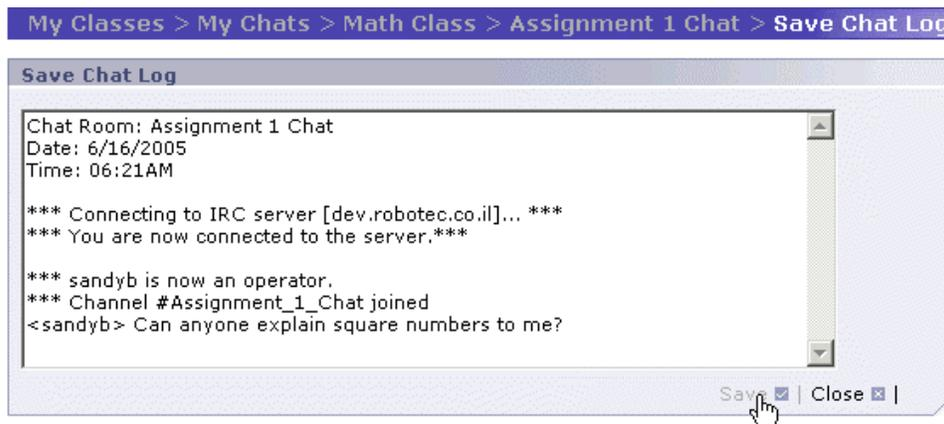 My Classes > My Chats > Math Class > Assignment 1 Chat > Save Chat Log
Save Chat Log
Chat Room: Assignment 1 Chat
Date: 6/16/2005
Time: 06:21AM
*** Connecting to IRC server [dev.robotec.co.il]... ***
*** You are now connected to the server.***
*** sandyb is now an operator.
*** Channel #Assignment_1_Chat joined
<sandyb> Can anyone explain square numbers to me?
Save | Close |